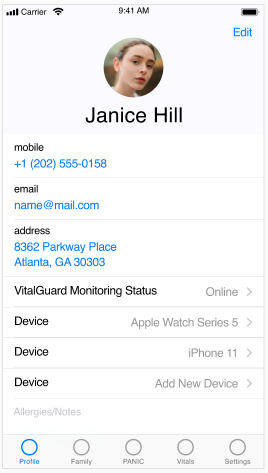 Carrier 9:41 AM
Edit
Janice Hill
mobile
+1 (202) 555-0158
email
name@mail.com
address
8362 Parkway Place
Atlanta, GA 30303
VitalGuard Monitoring Status Online
Device Apple Watch Series 5
Device iPhone 11
Device Add New Device
Allergies/Notes
Profile Family PANIC Vitals Settings